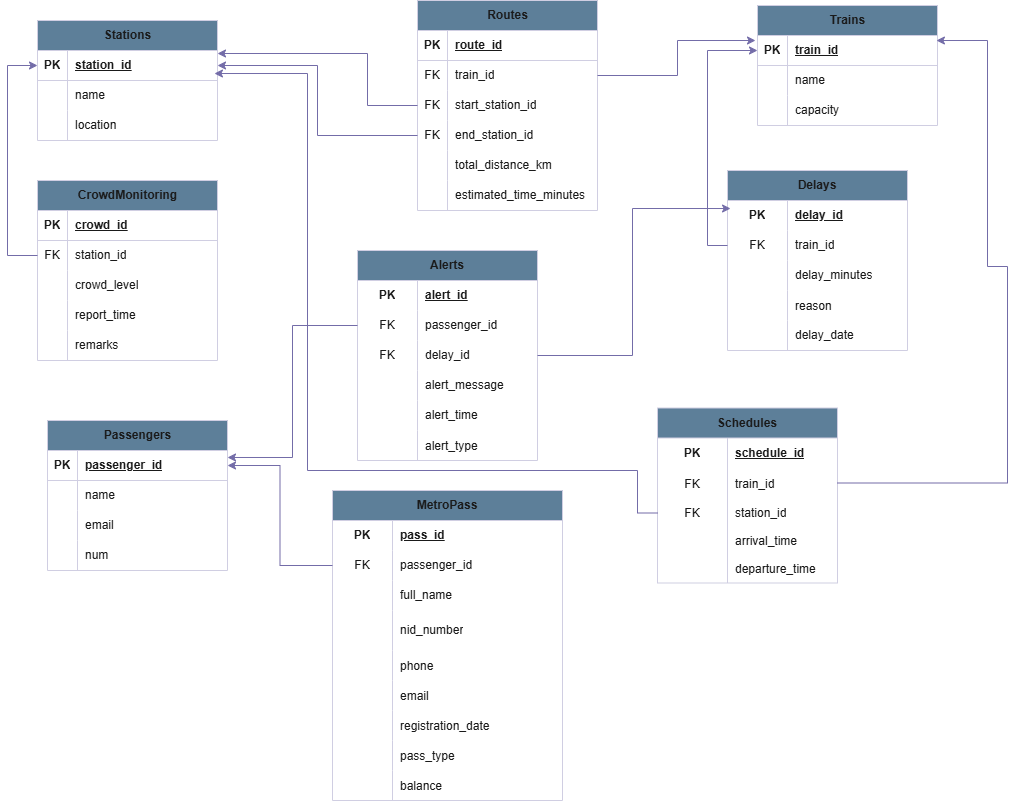 Stations
PK station_id
name
location
Routes
PK route_id
FK train_id
FK start_station_id
FK end_station_id
total_distance_km
estimated_time_minutes
Trains
PK train_id
name
capacity
CrowdMonitoring
PK crowd_id
FK station_id
crowd_level
report_time
remarks
Alerts
PK alert_id
FK passenger_id
FK delay_id
alert_message
alert_time
alert_type
Delays
PK delay_id
FK train_id
delay_minutes
reason
delay_date
Passengers
PK passenger_id
name
email
num
MetroPass
PK pass_id
FK passenger_id
full_name
nid_number
phone
email
registration_date
pass_type
balance
Schedules
PK schedule_id
FK train_id
FK station_id
arrival_time
departure_time